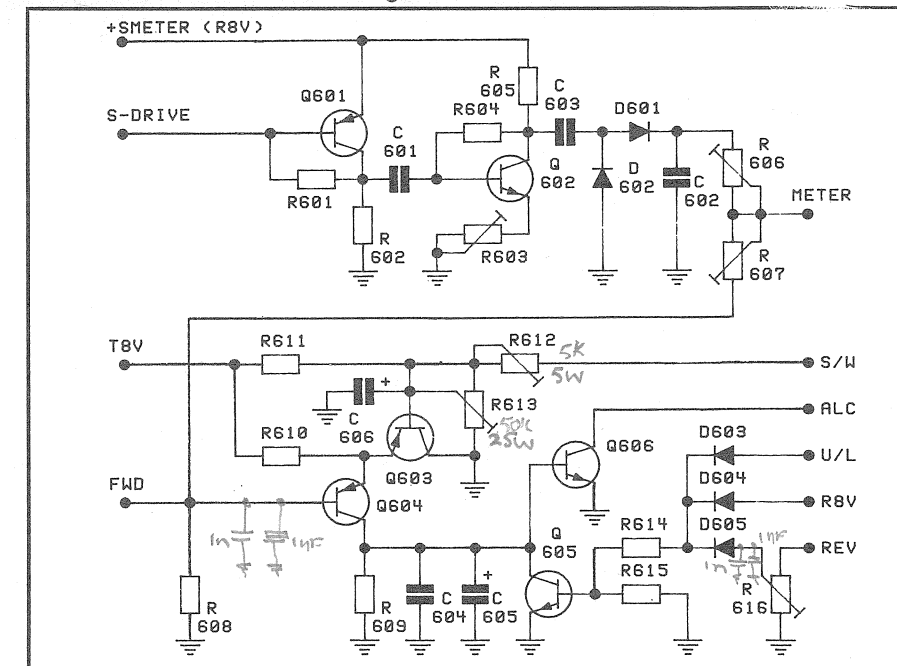 +SMETER (R8V)
S-DRIVE
Q601
R601
R
602
C
601
R604
R
605
C
603
D601
Q
602
R603
D
602
C
602
R
606
METER
R
607
T8V
R611
R612
5K
5W
S/W
C
606
+
R613
50K
25W
ALC
R610
Q603
Q606
D603
U/L
FWD
Q604
D604
R8V
1n
1nF
Q
605
R614
D605
1n
1nF
REV
R615
R
608
R
609
C
604
+
C
605
R
616